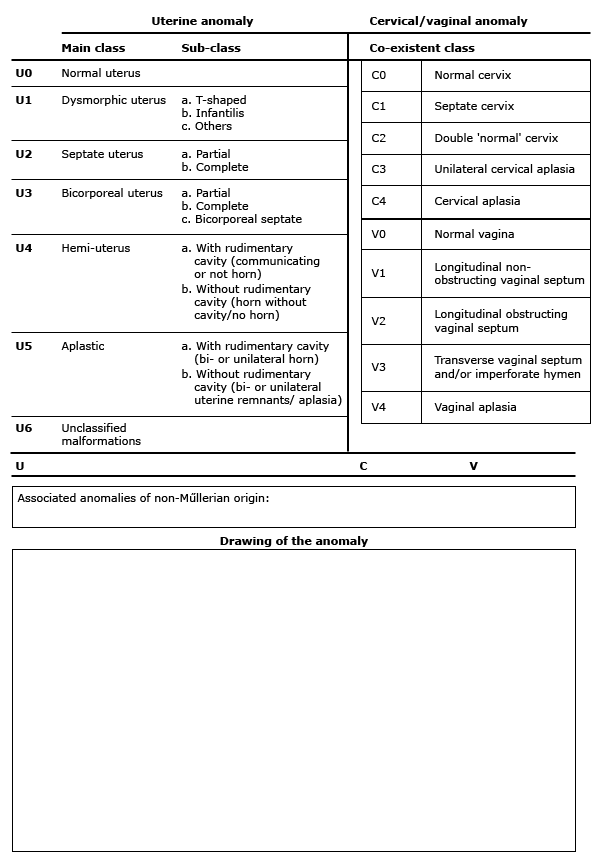 Uterine anomaly
Cervical/vaginal anomaly
Main class
Sub-class
Co-existent class
U0
Normal uterus
U1
Dysmorphic uterus
a. T-shaped
b. Infantilis
c. Others
U2
Septate uterus
a. Partial
b. Complete
U3
Bicorporeal uterus
a. Partial
b. Complete
c. Bicorporeal septate
U4
Hemi-uterus
a. With rudimentary
cavity (communicating
or not horn)
b. Without rudimentary
cavity (horn without
cavity/no horn)
U5
Aplastic
a. With rudimentary cavity
(bi- or unilateral horn)
b. Without rudimentary
cavity (bi- or unilateral
uterine remnants/ aplasia)
U6
Unclassified
malformations
C0
Normal cervix
C1
Septate cervix
C2
Double 'normal' cervix
C3
Unilateral cervical aplasia
C4
Cervical aplasia
V0
Normal vagina
V1
Longitudinal non-
obstructing vaginal septum
V2
Longitudinal obstructing
vaginal septum
V3
Transverse vaginal septum
and/or imperforate hymen
V4
Vaginal aplasia
U
C
V
Associated anomalies of non-Műllerian origin:
Drawing of the anomaly